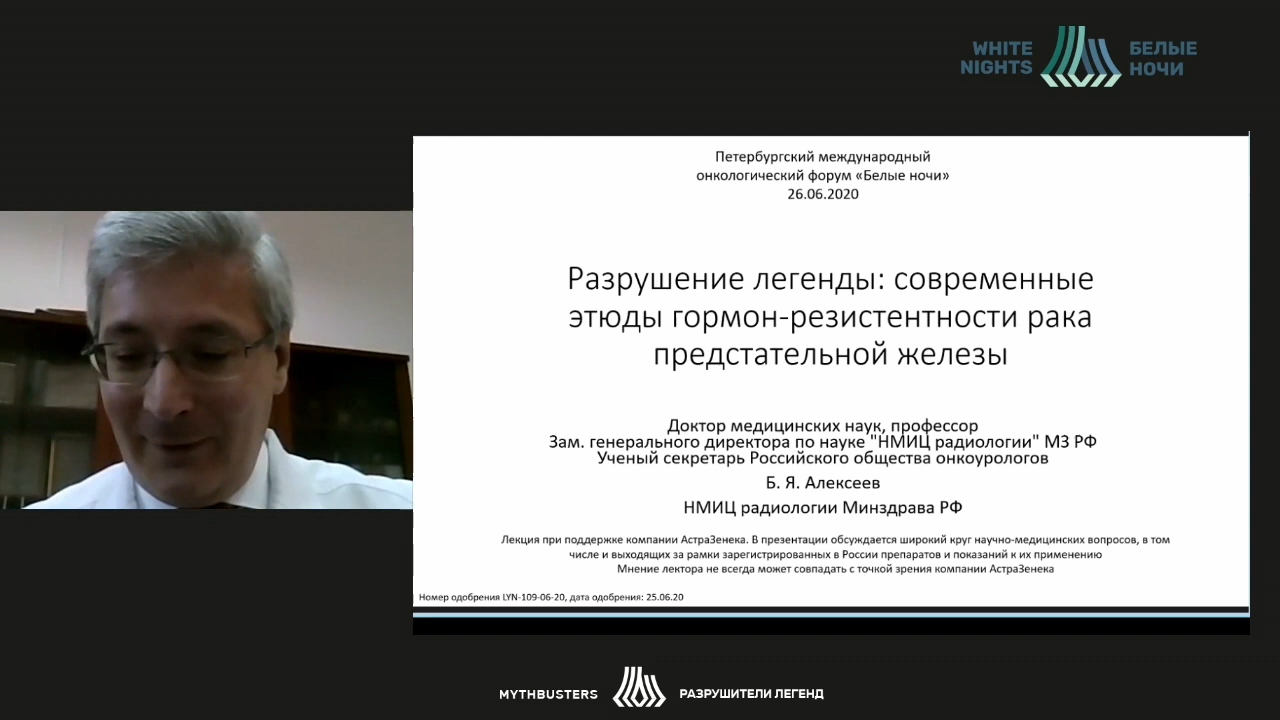 WHITE
NIGHTS
БЕЛЫЕ
НОЧИ
Петербургский международный
онкологический форум «Белые ночи»
26.06.2020
Разрушение легенды: современные
этюды гормон-резистентности рака
предстательной железы
Доктор медицинских наук, профессор
Зам. генерального директора по науке "НМИЦ радиологии" МЗ РФ
Ученый секретарь Российского общества онкоурологов
Б. Я. Алексеев
НМИЦ радиологии Минздрава РФ
Лекция при поддержке компании АстраЗенека. В презентации обсуждается широкий круг научно-медицинских вопросов, в том
числе и выходящих за рамки зарегистрированных в России препаратов и показаний к их применению
Мнение лектора не всегда может совпадать с точкой зрения компании АстраЗенека
Номер одобрения LYN-109-06-20, дата одобрения: 25.06.20
MYTHBUSTERS
РАЗРУШИТЕЛИ ЛЕГЕНД